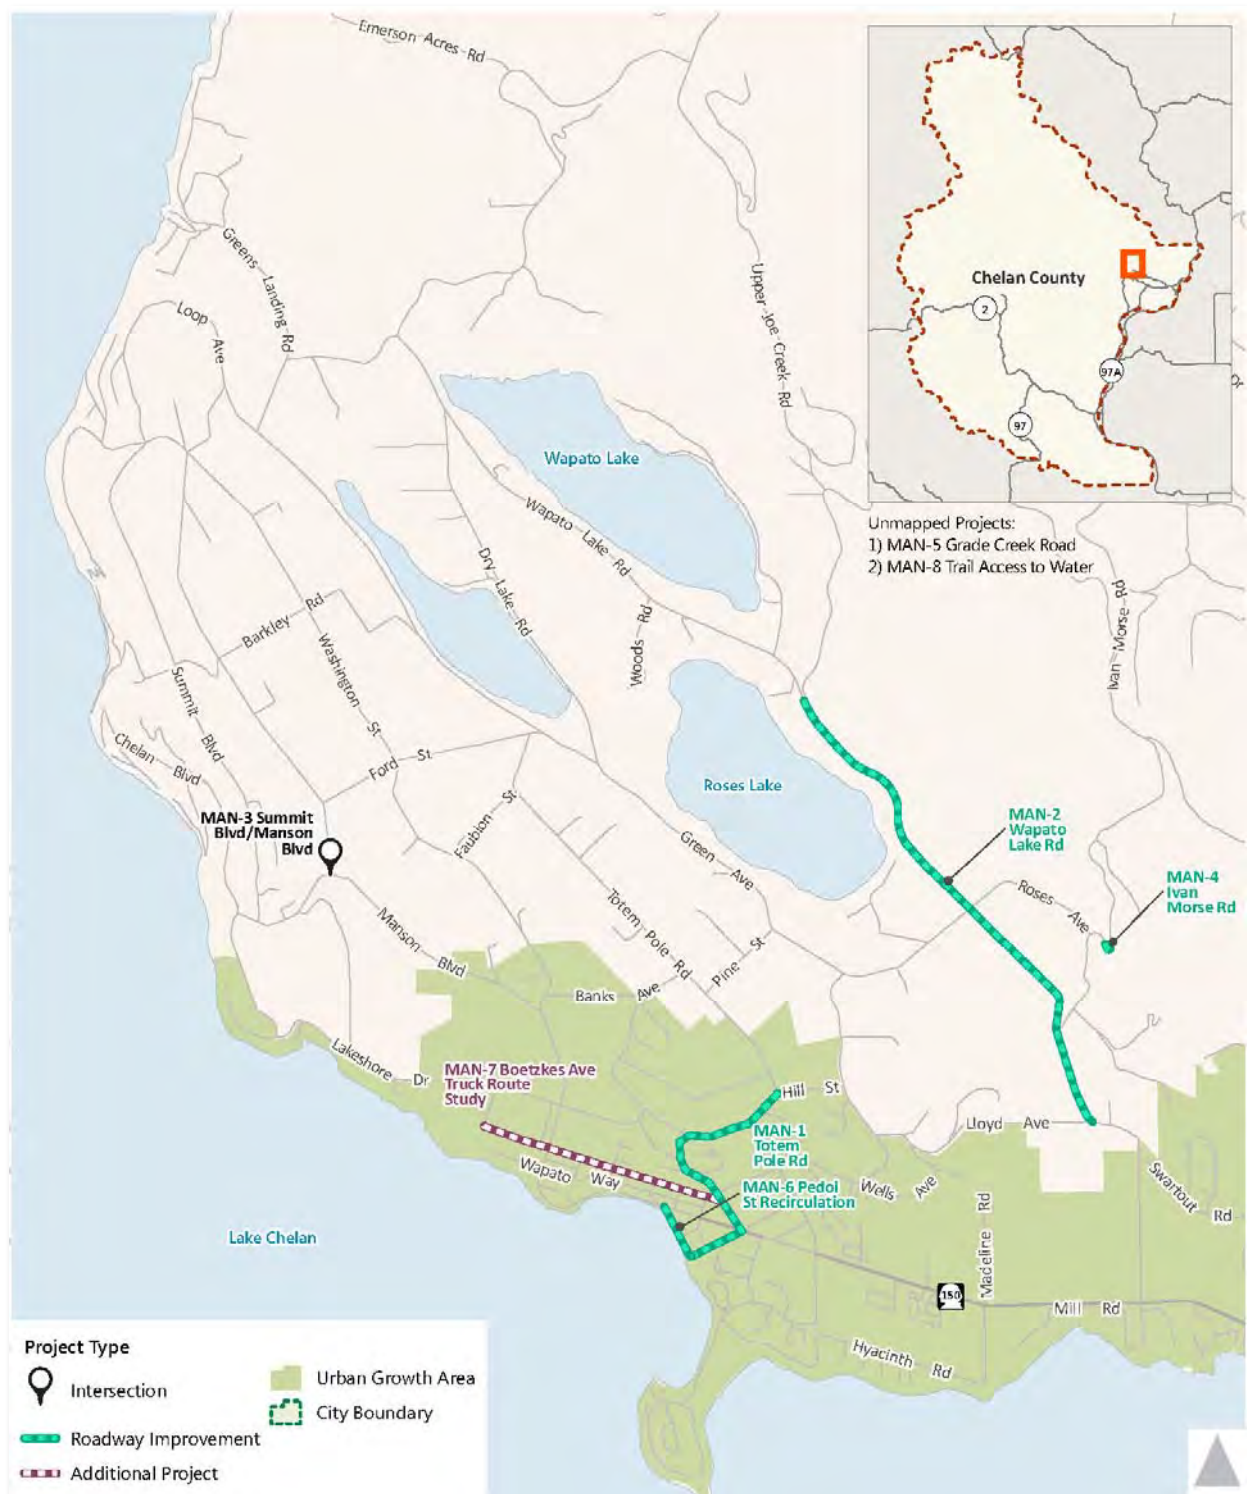 Emerson Acres Rd
Greens Landing Rd
Loop Ave
Upper Joe Creek Rd
Chelan County
2
97A
97
Unmapped Projects:
1) MAN-5 Grade Creek Road
2) MAN-8 Trail Access to Water
Wapato Lake
Wapato Lake Rd
Dry Lake Rd
Woods Rd
Ivan Morse Rd
Barkley Rd
Washington St
Summit Blvd
Chelan Blvd
Ford St
Faubion St
Roses Lake
MAN-3 Summit
Blvd/Manson
Blvd
Green Ave
MAN-2
Wapato
Lake Rd
Roses Ave
MAN-4
Ivan
Morse Rd
Totem Pole Rd
Pine St
Manson Blvd
Banks Ave
Lakeshore Dr
MAN-7 Boetzkes Ave
Truck Route
Study
Hill St
MAN-1
Totem
Pole Rd
Lloyd Ave
Wapato Way
MAN-6 Pedoi
St Recirculation
Wells Ave
Swartout Rd
Madeline Rd
Lake Chelan
150
Mill Rd
Hyacinth Rd
Project Type
Intersection
Urban Growth Area
City Boundary
Roadway Improvement
Additional Project